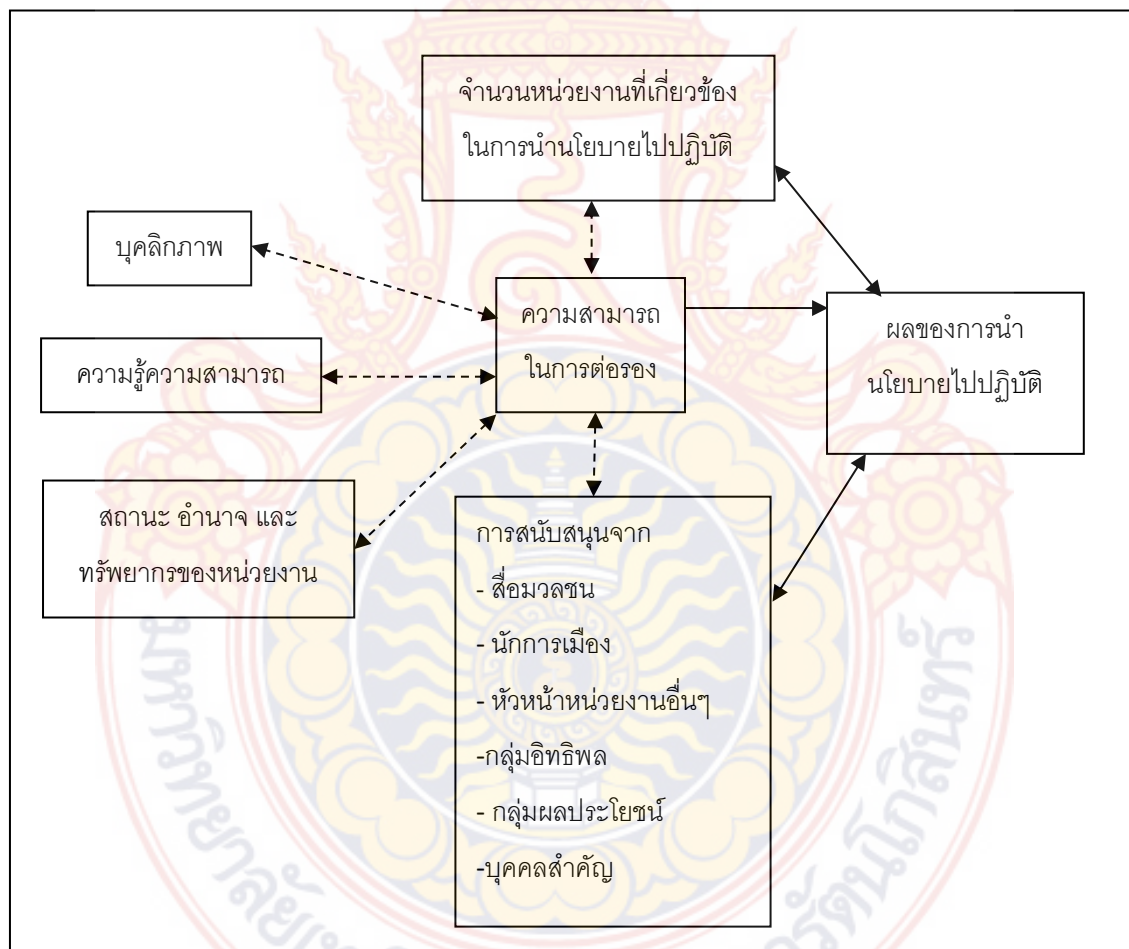 จำนวนหน่วยงานที่เกี่ยวข้อง
ในการนำนโยบายไปปฏิบัติ
บุคลิกภาพ
ความสามารถ
ในการต่อรอง
ผลของการนำ
นโยบายไปปฏิบัติ
ความรู้ความสามารถ
สถานะ อำนาจ และ
ทรัพยากรของหน่วยงาน
การสนับสนุนจาก
- สื่อมวลชน
- นักการเมือง
- หัวหน้าหน่วยงานอื่นๆ
-กลุ่มอิทธิพล
- กลุ่มผลประโยชน์
-บุคคลสำคัญ